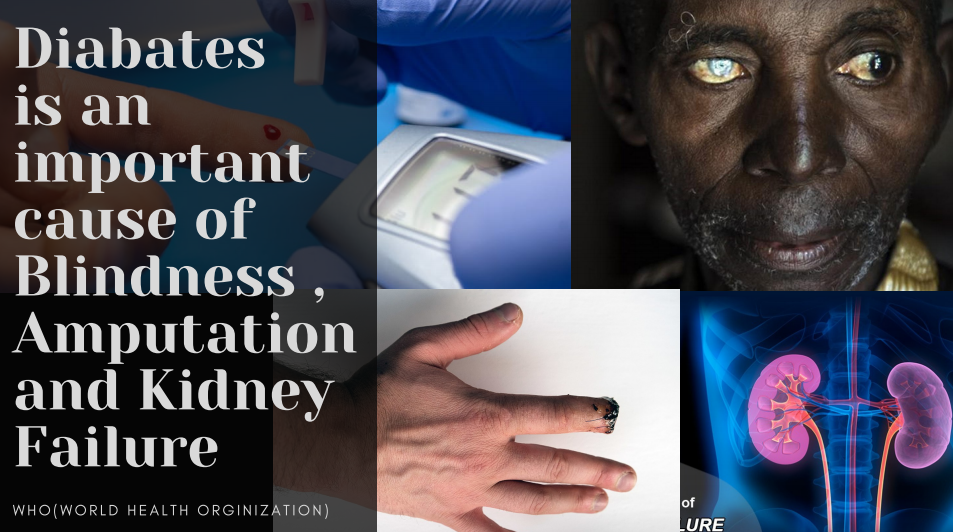 Diabates
is an
important
cause of
Blindness ,
Amputation
and Kidney
Failure
WHO(WORLD HEALTH ORGINIZATION)
of
LURE